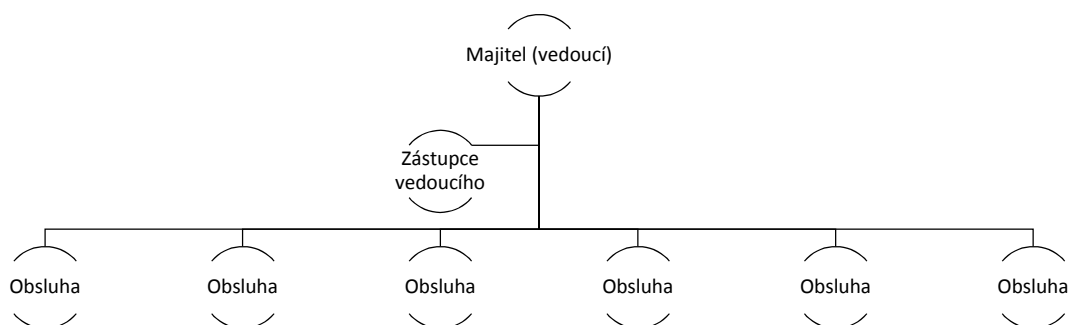 Majitel (vedoucí)
Zástupce
vedoucího
Obsluha
Obsluha
Obsluha
Obsluha
Obsluha
Obsluha